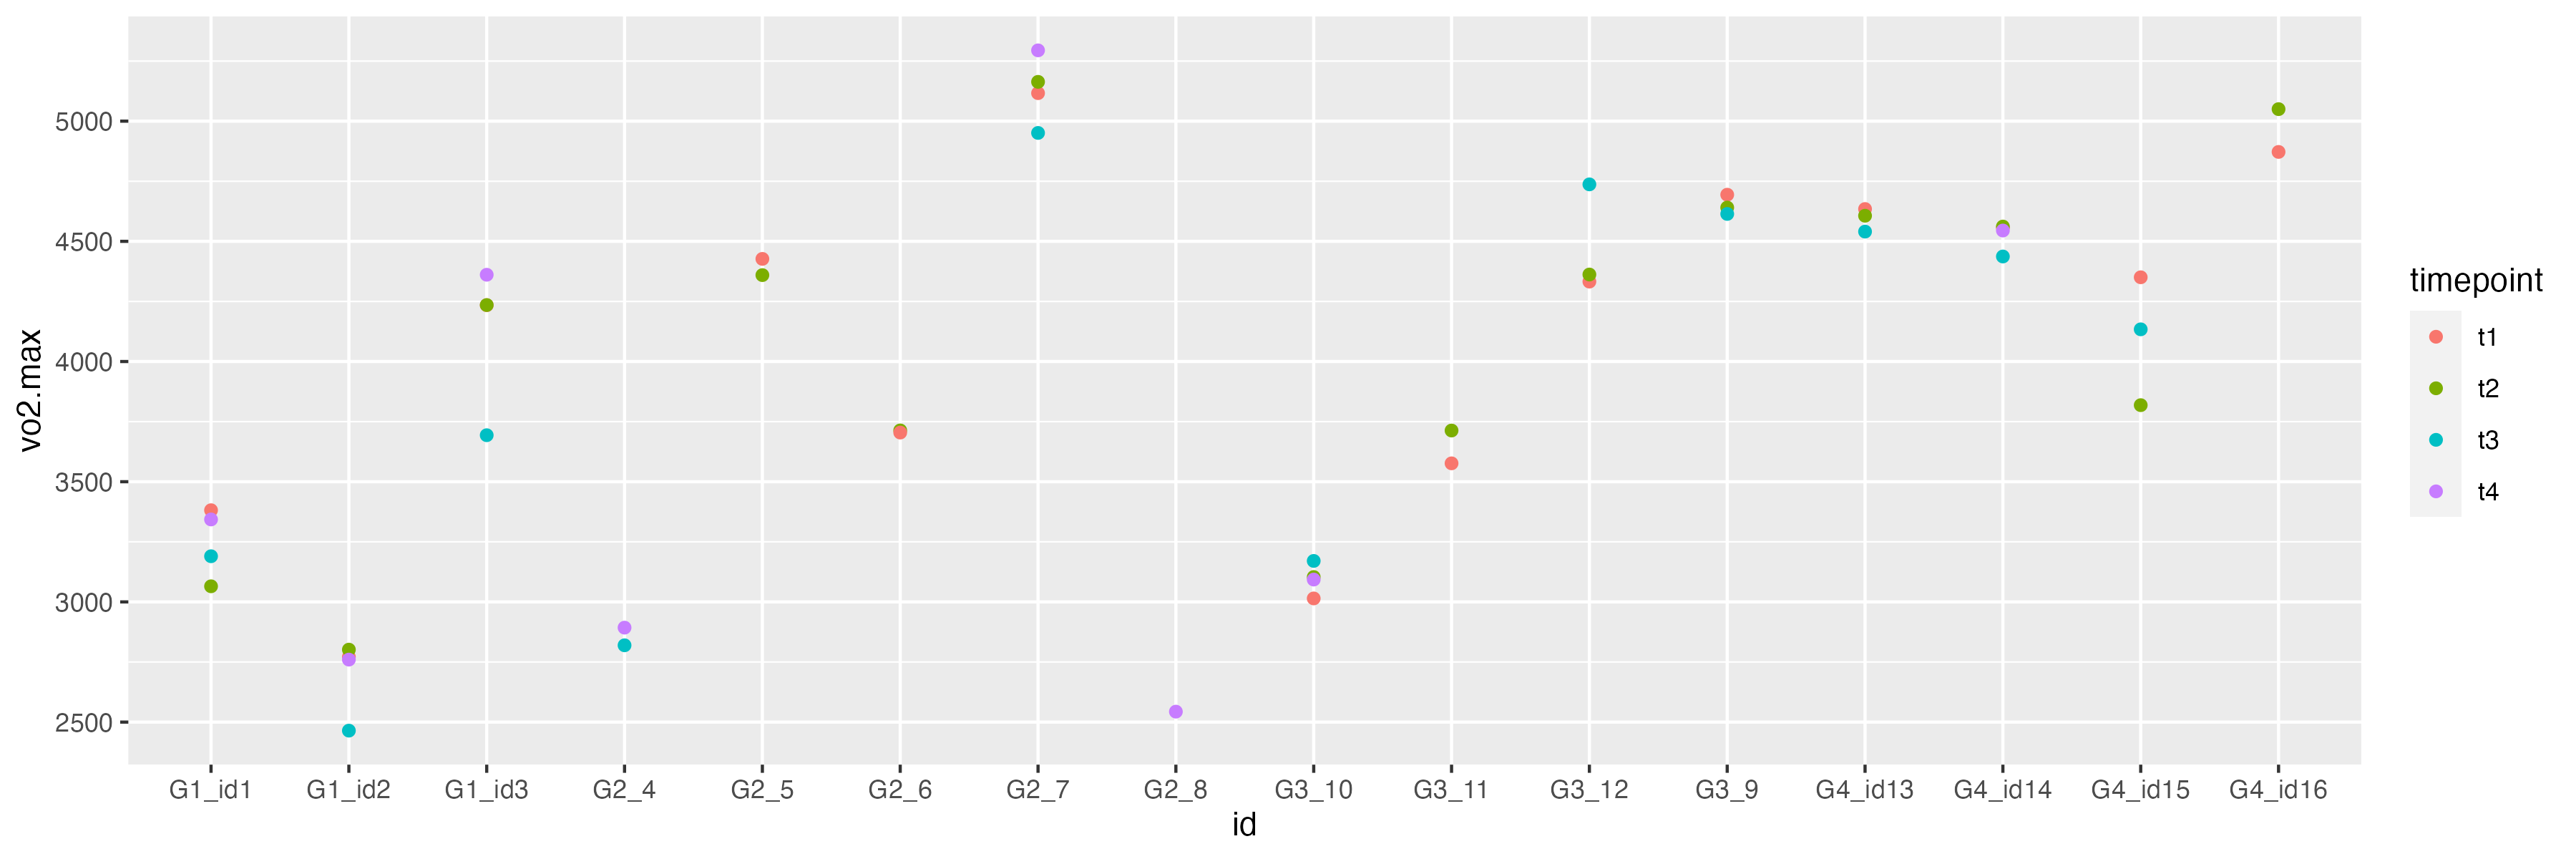 5000
4500
4000
3500
3000
2500
vo2.max
G1_id1 G1_id2 G1_id3 G2_4 G2_5 G2_6 G2_7 G2_8 G3_10 G3_11 G3_12 G3_9 G4_id13 G4_id14 G4_id15 G4_id16
id
timepoint
t1
t2
t3
t4